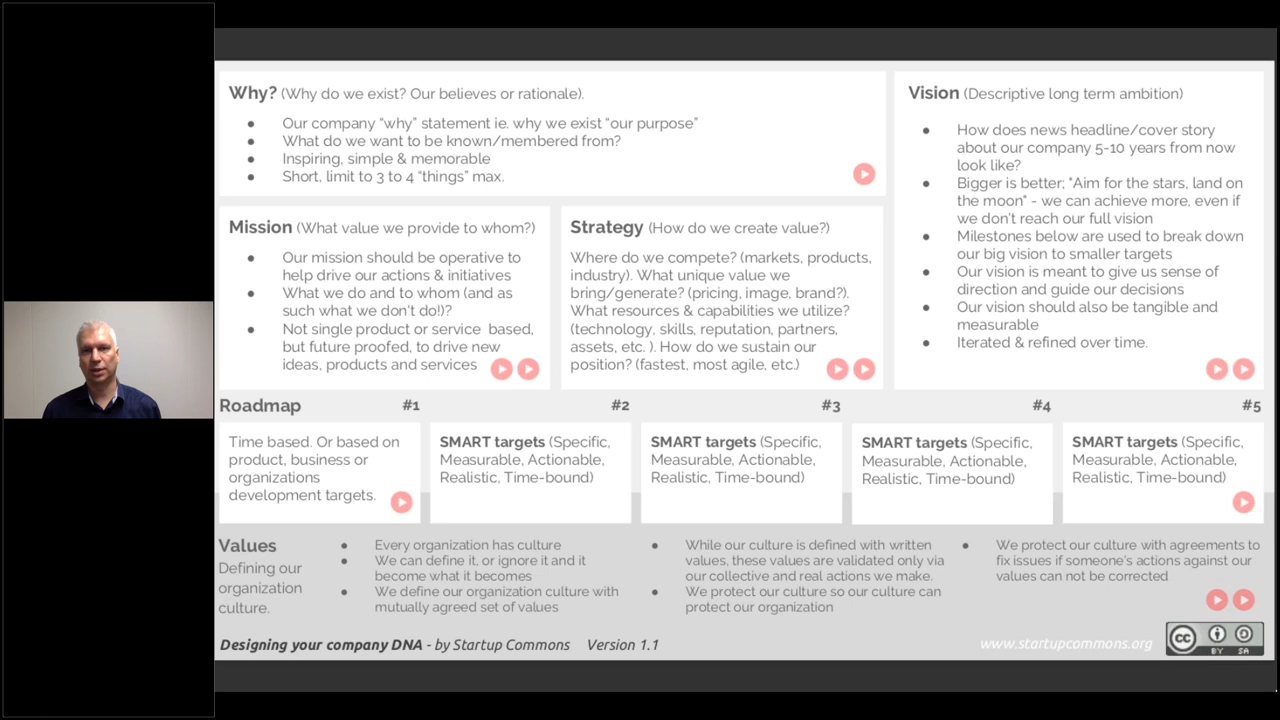 Why? (Why do we exist? Our believes or rationale).
● Our company “why” statement ie. why we exist “our purpose”
● What do we want to be known/membered from?
● Inspiring, simple & memorable
● Short, limit to 3 to 4 “things” max.
Vision (Descriptive long term ambition)
● How does news headline/cover story
about our company 5-10 years from now
look like?
● Bigger is better; "Aim for the stars, land on
the moon" - we can achieve more, even if
we don't reach our full vision
● Milestones below are used to break down
our big vision to smaller targets
● Our vision is meant to give us sense of
direction and guide our decisions
● Our vision should also be tangible and
measurable
● Iterated & refined over time.
Mission (What value we provide to whom?)
● Our mission should be operative to
help drive our actions & initiatives
● What we do and to whom (and as
such what we don't do!)?
● Not single product or service based,
but future proofed, to drive new
ideas, products and services
Strategy (How do we create value?)
Where do we compete? (markets, products,
industry). What unique value we
bring/generate? (pricing, image, brand?).
What resources & capabilities we utilize?
(technology, skills, reputation, partners,
assets, etc. ). How do we sustain our
position? (fastest, most agile, etc.)
Roadmap #1 #2 #3 #4 #5
Time based. Or based on
product, business or
organizations
development targets.
SMART targets (Specific,
Measurable, Actionable,
Realistic, Time-bound)
SMART targets (Specific,
Measurable, Actionable,
Realistic, Time-bound)
SMART targets (Specific,
Measurable, Actionable,
Realistic, Time-bound)
SMART targets (Specific,
Measurable, Actionable,
Realistic, Time-bound)
Values
Defining our
organization
culture.
● Every organization has culture
● We can define it, or ignore it and it
become what it becomes
● We define our organization culture with
mutually agreed set of values
● While our culture is defined with written
values, these values are validated only via
our collective and real actions we make.
● We protect our culture so our culture can
protect our organization
● We protect our culture with agreements to
fix issues if someone's actions against our
values can not be corrected
Designing your company DNA - by Startup Commons Version 1.1
www.startupcommons.org
cc BY SA